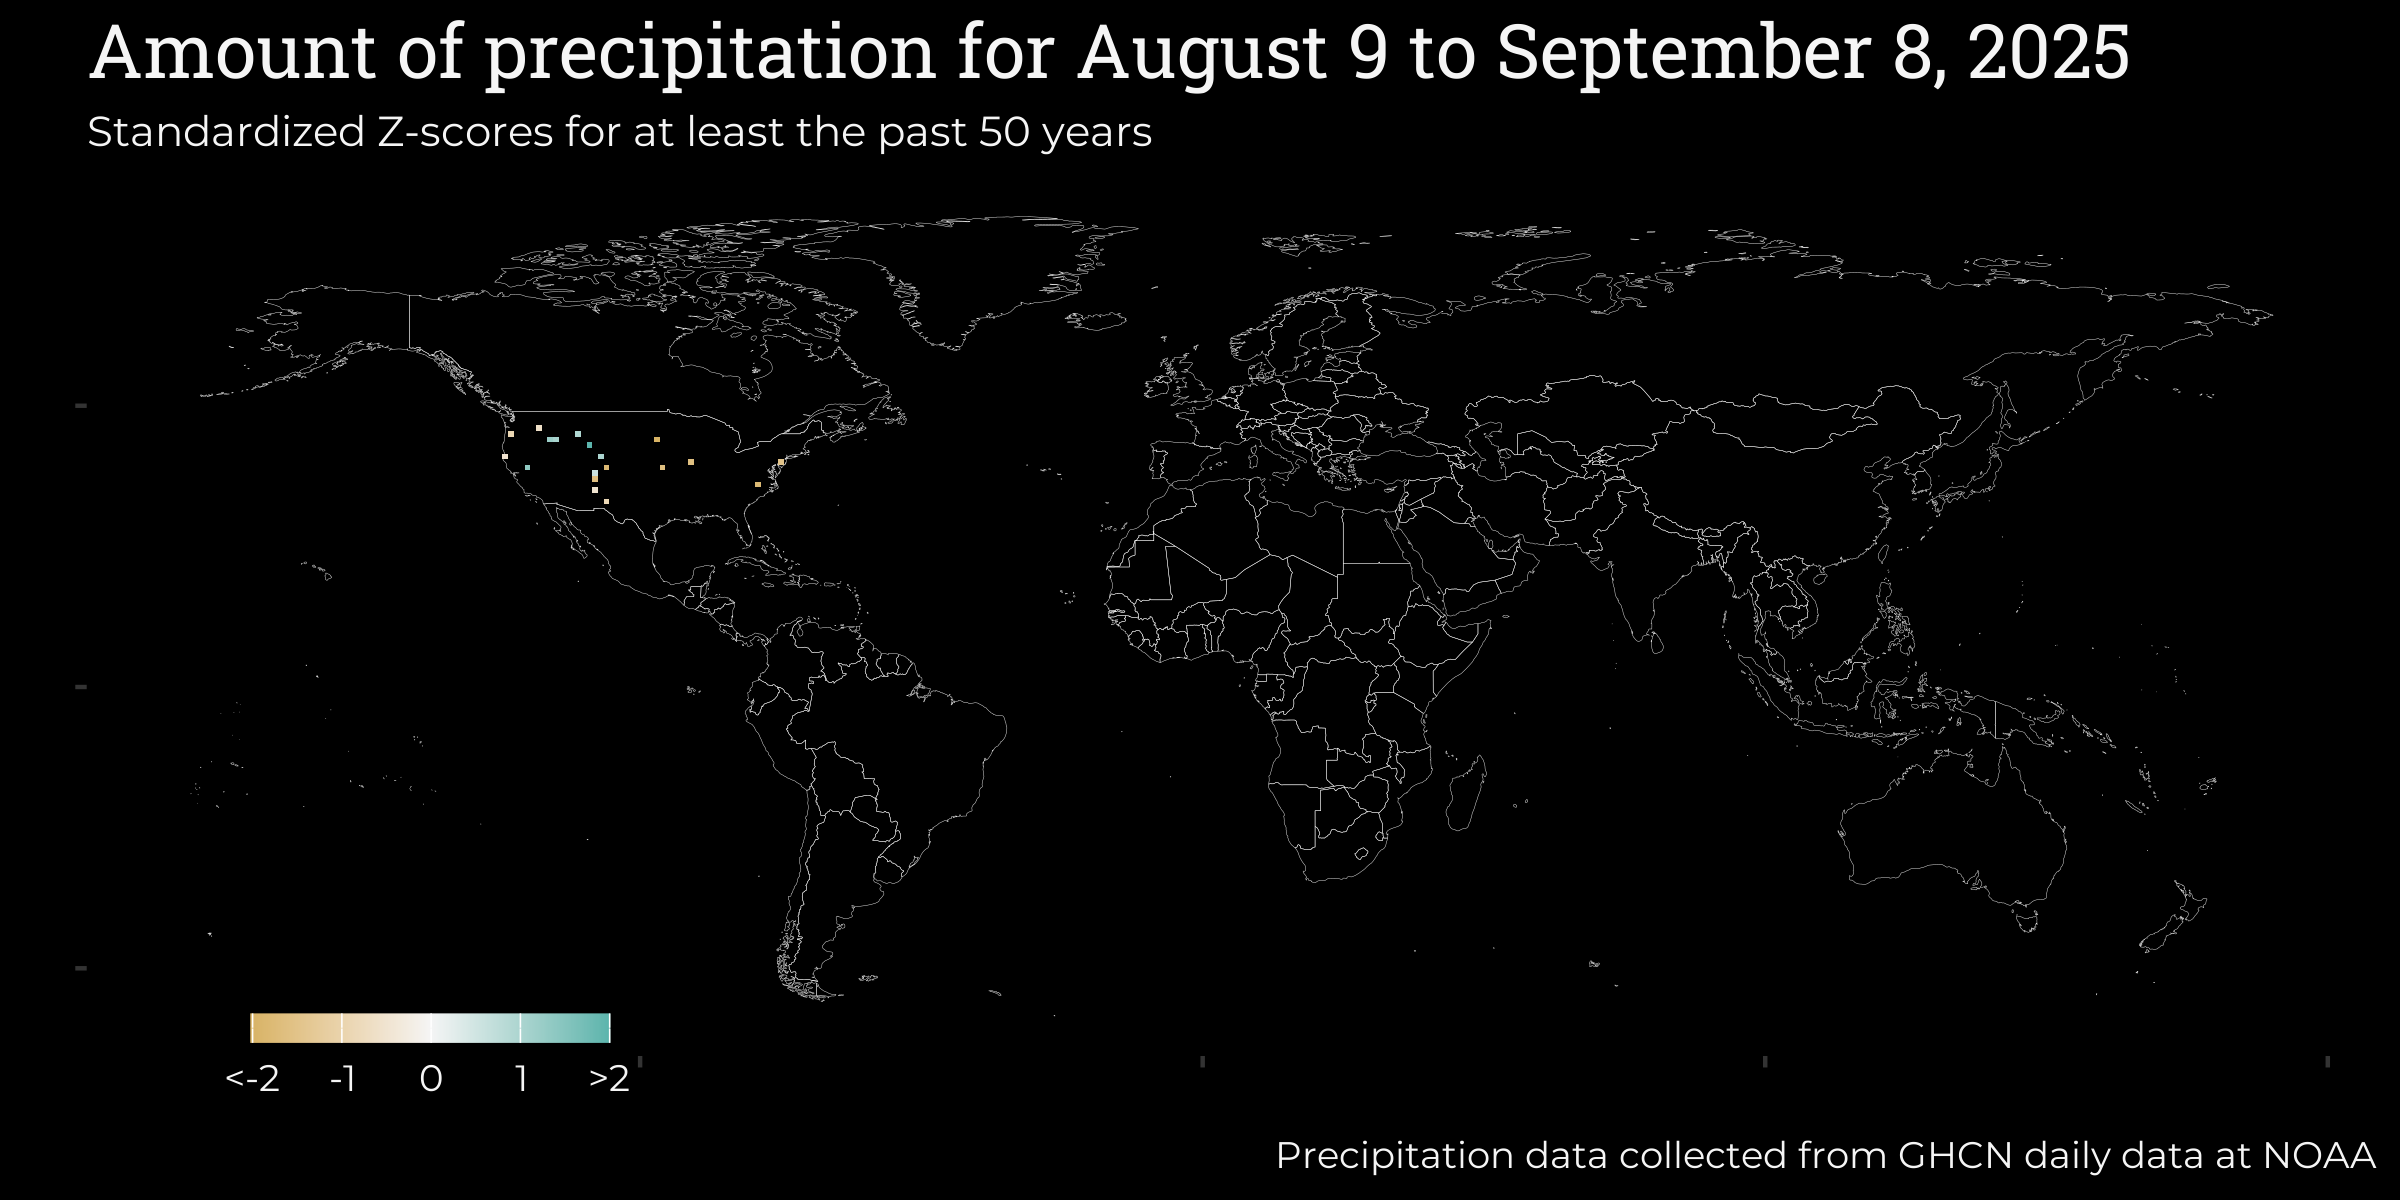 Amount of precipitation for August 9 to September 8, 2025
Standardized Z-scores for at least the past 50 years
<-2 -1 0 1 >2
Precipitation data collected from GHCN daily data at NOAA